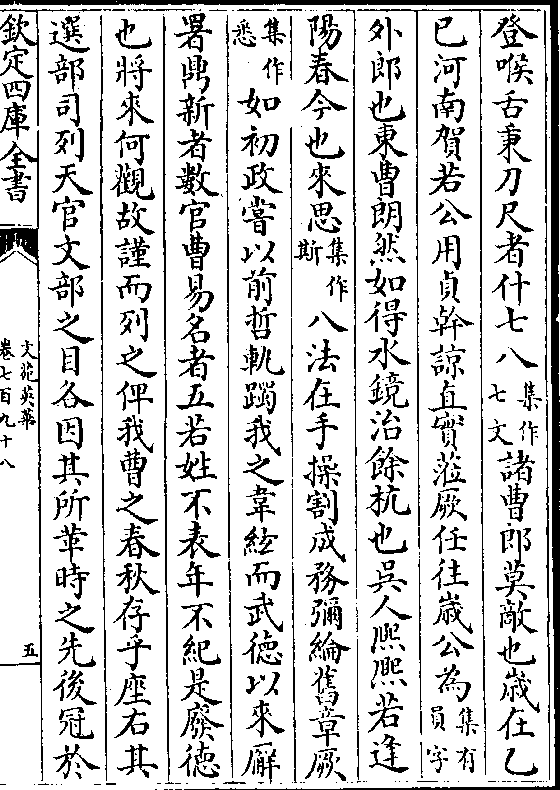 登喉舌秉刀尺者什七八集作七文諸曹郎莫敵也嵗在乙
巳河南賀若公用貞幹諒直實蒞厥任往嵗公為集有員字
外郎也東曹朗然如得水鏡治餘抗也吳人熈熈若逢
陽春今也來思集作斯八法在手操割成務彌綸舊章厥
集作悉如初政嘗以前哲軌躅我之韋絃而武德以來廨
署鼎新者數官曹易名者五若姓不表年不紀是廢德
也將來何觀故謹而列之俾我曹之春秋存乎座右其
選部司列天官文部之目各因其所革時之先後冠於
欽定四庫全書
文苑英華
卷七百九十八
五